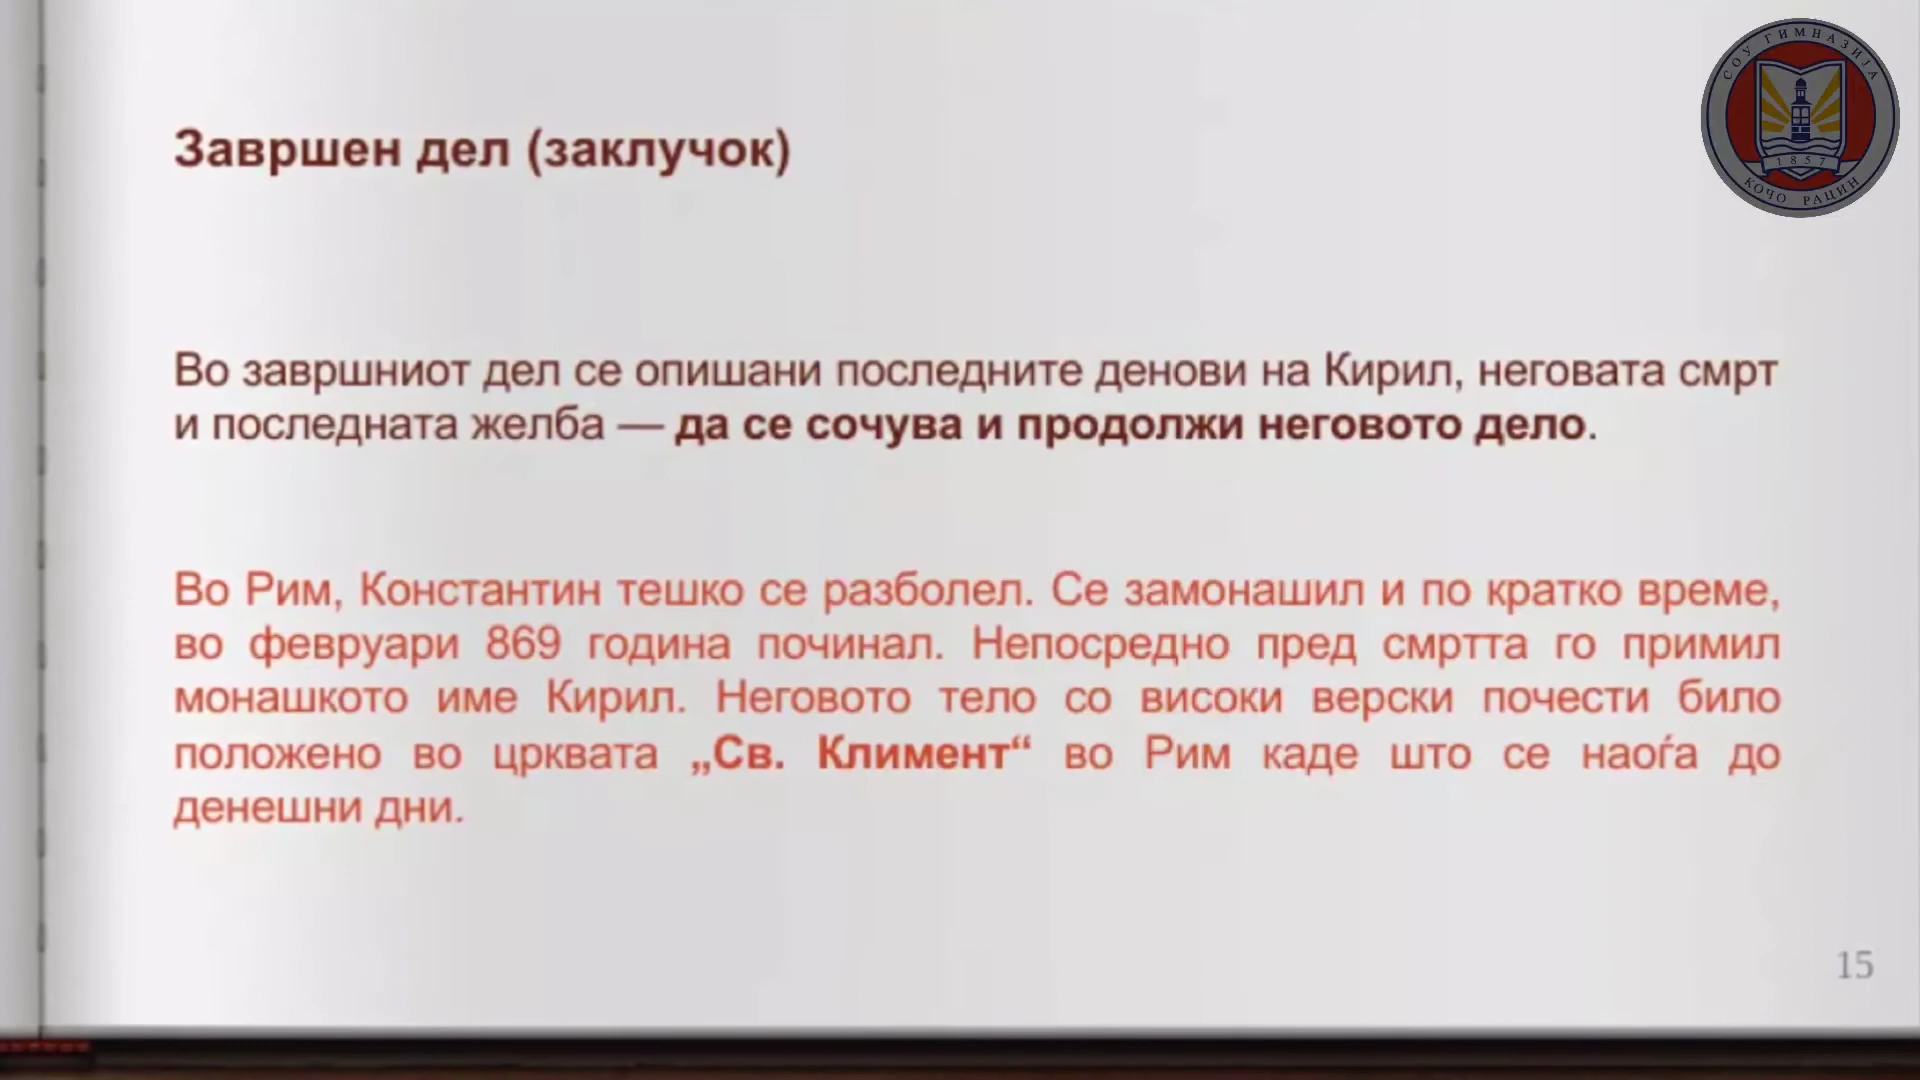 СОУ ГИМНАЗИЈА
1857
КОЧО РАЦИН
Завршен дел (заклучок)
Во завршниот дел се опишани последните денови на Кирил, неговата смрт
и последната желба — да се сочува и продолжи неговото дело.
Во Рим, Константин тешко се разболел. Се замонашил и по кратко време,
во февруари 869 година починал. Непосредно пред смртта го примил
монашкото име Кирил. Неговото тело со високи верски почести било
положено во црквата „Св. Климент“ во Рим каде што се наоѓа до
денешни дни.
15